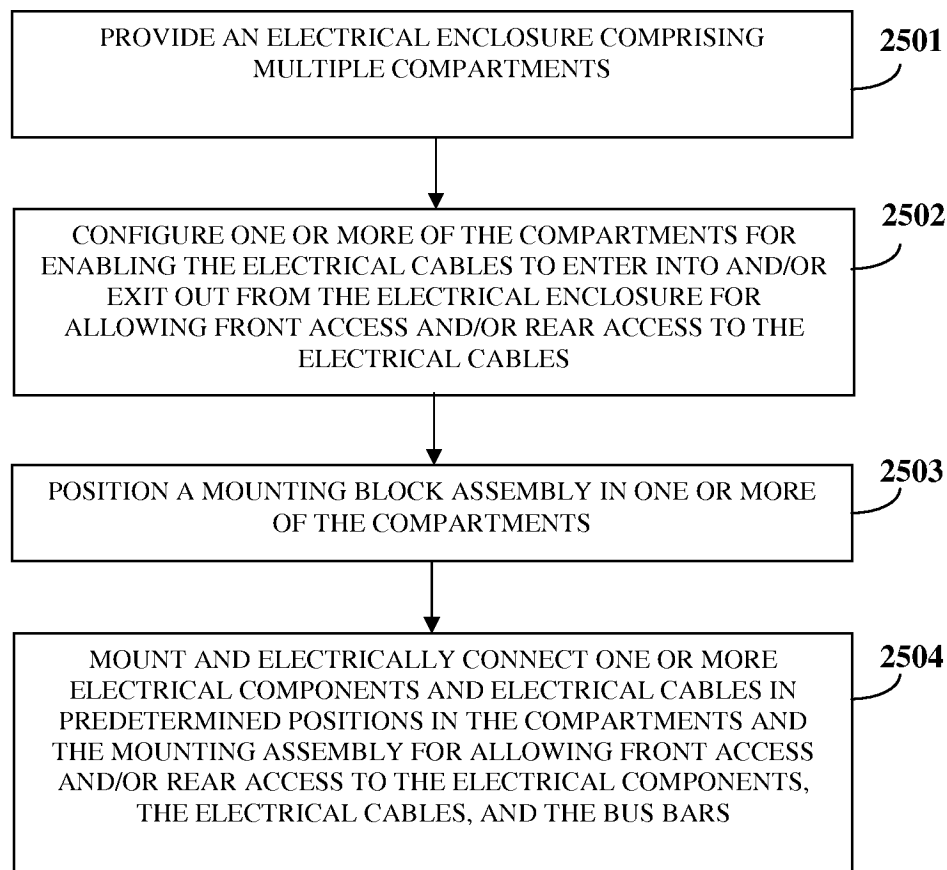 PROVIDE AN ELECTRICAL ENCLOSURE COMPRISING
MULTIPLE COMPARTMENTS
2501
CONFIGURE ONE OR MORE OF THE COMPARTMENTS FOR
ENABLING THE ELECTRICAL CABLES TO ENTER INTO AND/OR
EXIT OUT FROM THE ELECTRICAL ENCLOSURE FOR
ALLOWING FRONT ACCESS AND/OR REAR ACCESS TO THE
ELECTRICAL CABLES
2502
POSITION A MOUNTING BLOCK ASSEMBLY IN ONE OR MORE
OF THE COMPARTMENTS
2503
MOUNT AND ELECTRICALLY CONNECT ONE OR MORE
ELECTRICAL COMPONENTS AND ELECTRICAL CABLES IN
PREDETERMINED POSITIONS IN THE COMPARTMENTS AND
THE MOUNTING ASSEMBLY FOR ALLOWING FRONT ACCESS
AND/OR REAR ACCESS TO THE ELECTRICAL COMPONENTS,
THE ELECTRICAL CABLES, AND THE BUS BARS
2504